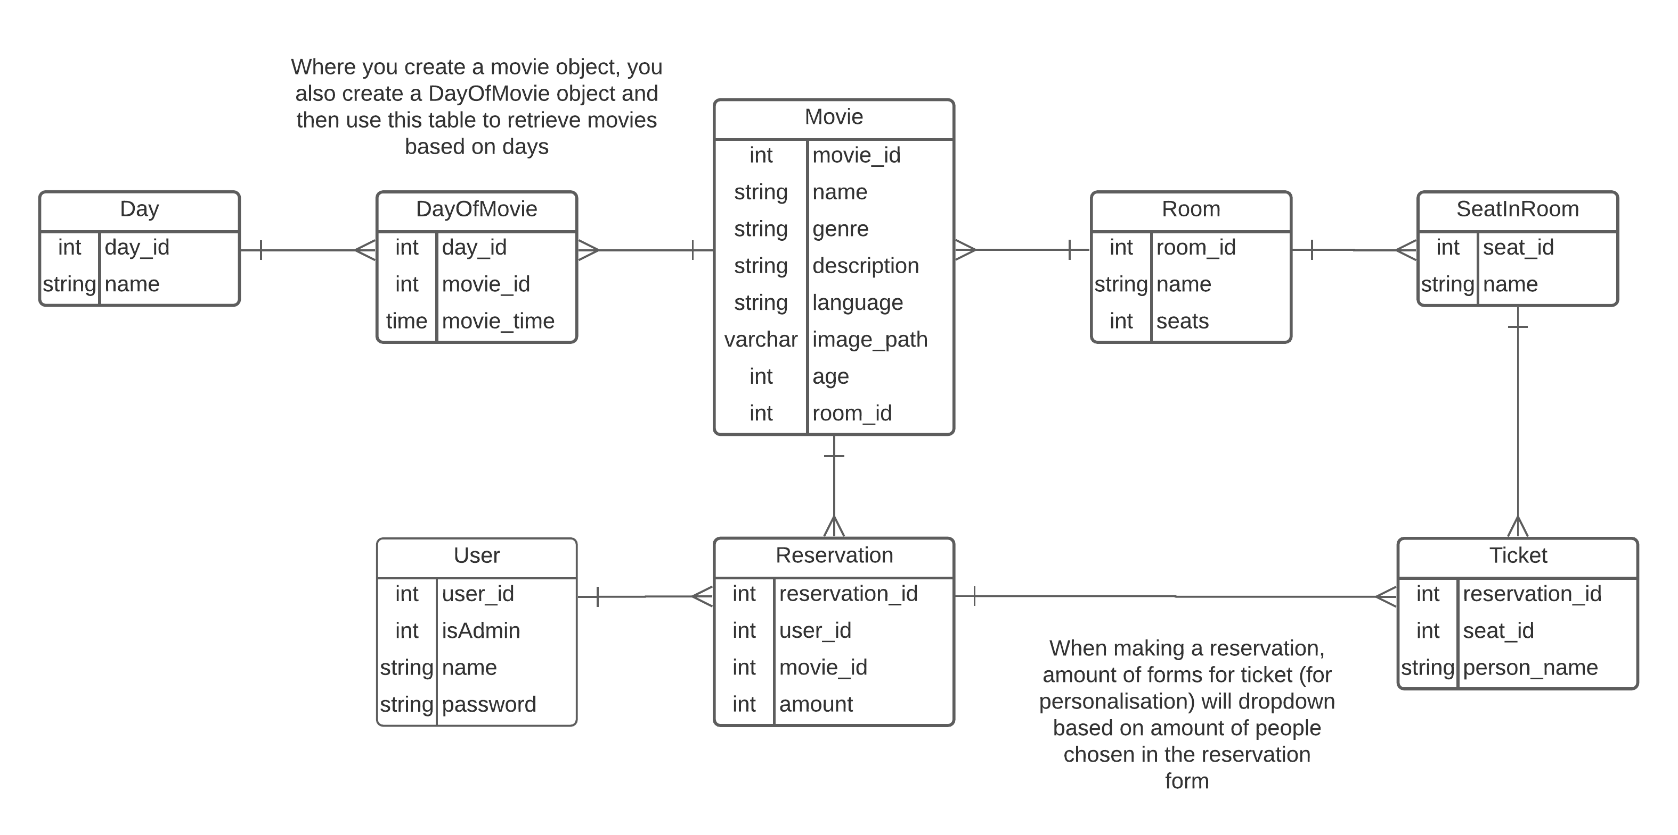 Where you create a movie object, you
also create a DayOfMovie object and
then use this table to retrieve movies
based on days
Day
int day_id
string name
DayOfMovie
int day_id
int movie_id
time movie_time
Movie
int movie_id
string name
string genre
string description
string language
varchar image_path
int age
int room_id
Room
int room_id
string name
int seats
SeatInRoom
int seat_id
string name
User
int user_id
int isAdmin
string name
string password
Reservation
int reservation_id
int user_id
int movie_id
int amount
When making a reservation,
amount of forms for ticket (for
personalisation) will dropdown
based on amount of people
chosen in the reservation
form
Ticket
int reservation_id
int seat_id
string person_name